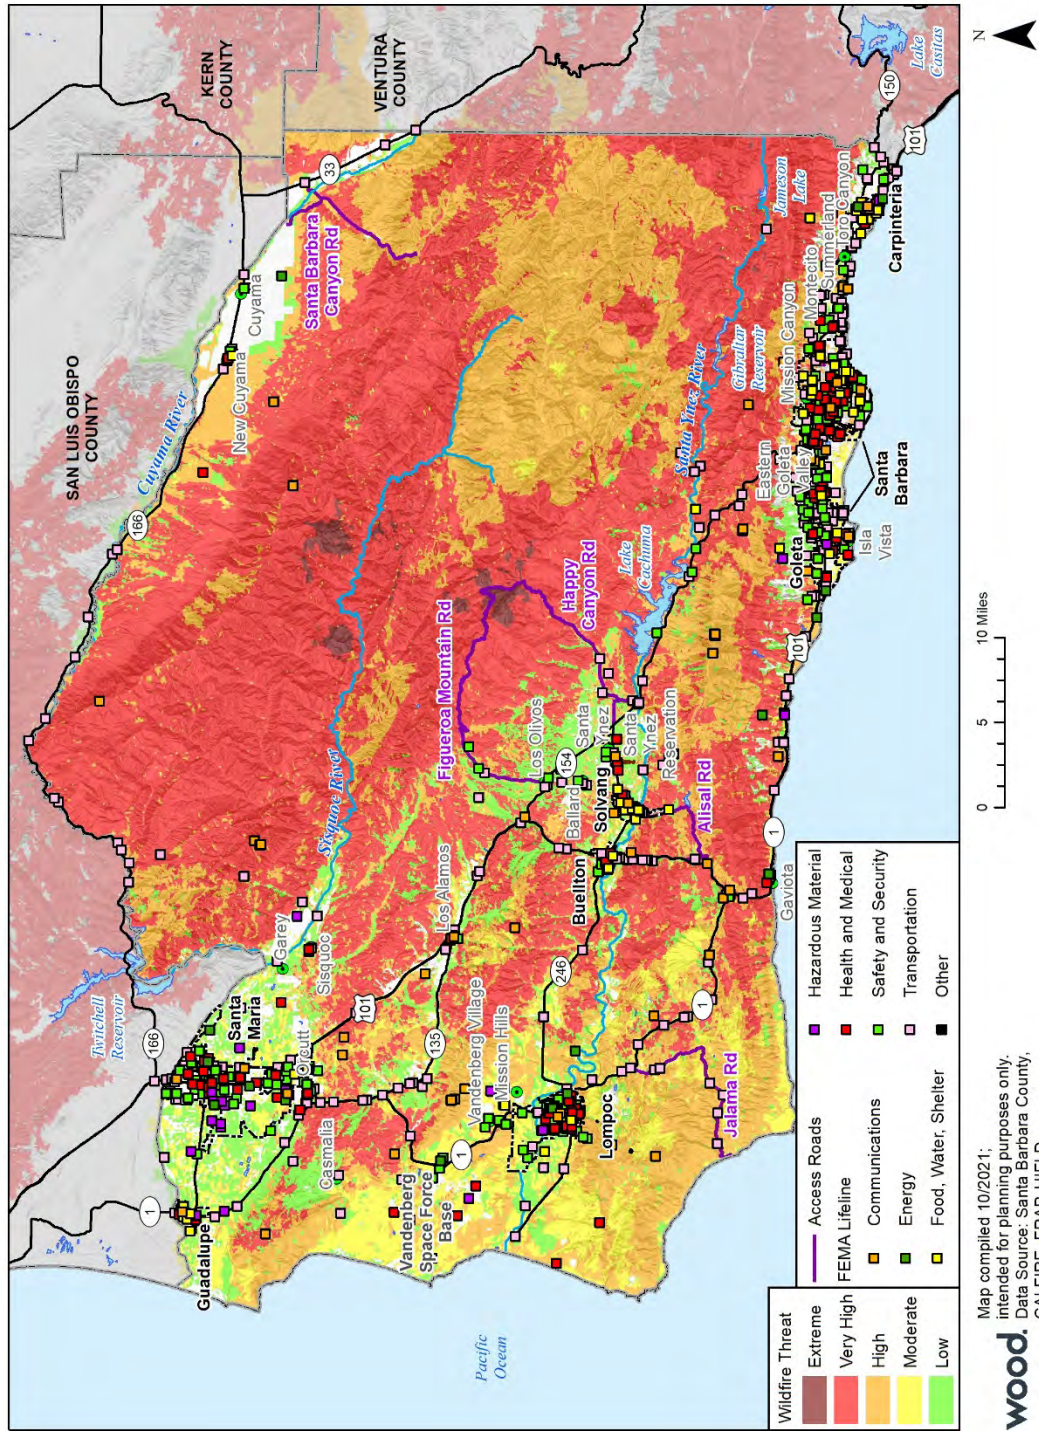 SAN LUIS OBISPO
COUNTY
KERN
COUNTY
VENTURA
COUNTY
Twitchell
Reservoir
166
1
Guadalupe
Santa
Maria
Orcutt
Garey
Sisquoc
Casmalia
101
135
Los Alamos
Sisquoc River
Cuyama River
166
New Cuyama
Cuyama
33
Santa Barbara
Canyon Rd
Vandenberg
Space Force
Base
1
Vandenberg Village
Mission Hills
Lompoc
246
Buellton
Solvang
Ballard
Los Olivos
154
Santa
Ynez
Santa
Ynez
Reservation
Figueroa Mountain Rd
Happy
Canyon Rd
Lake
Cachuma
Santa Ynez River
Gibraltar
Reservoir
Jameson
Lake
Jalama Rd
1
Alisal Rd
Gaviota
1
101
Goleta
Isla
Vista
Eastern
Goleta
Valley
Santa
Barbara
Mission Canyon
Montecito
Summerland
Toro Canyon
Carpinteria
101
150
Lake
Casitas
Pacific
Ocean
Wildfire Threat
Extreme
Very High
High
Moderate
Low
Access Roads
FEMA Lifeline
Communications
Energy
Food, Water, Shelter
Hazardous Material
Health and Medical
Safety and Security
Transportation
Other
0 5 10 Miles
N
wood.
Map compiled 10/2021;
intended for planning purposes only.
Data Source: Santa Barbara County,